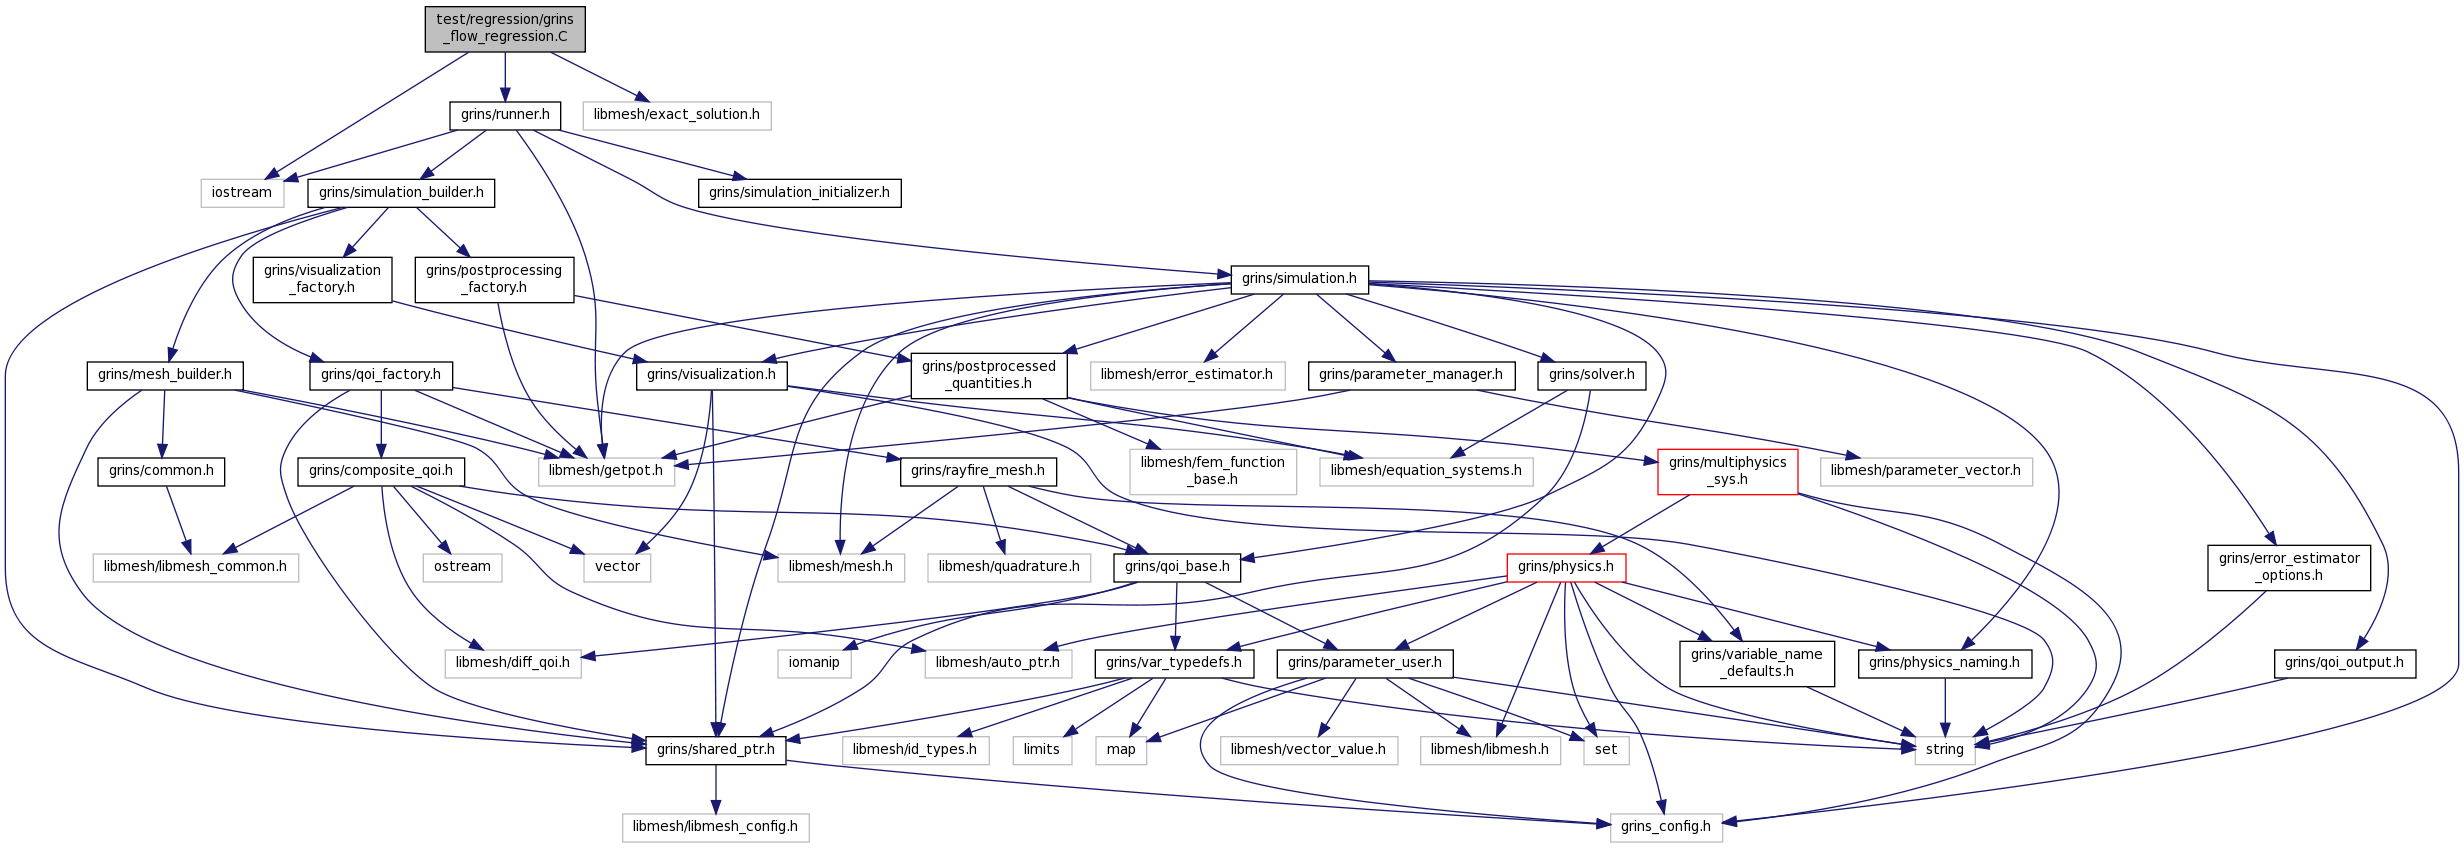 test/regression/grins
_flow_regression.C
grins/runner.h
libmesh/exact_solution.h
iostream
grins/simulation_builder.h
grins/simulation_initializer.h
grins/visualization
_factory.h
grins/postprocessing
_factory.h
grins/simulation.h
grins/mesh_builder.h
grins/qoi_factory.h
grins/visualization.h
grins/postprocessed
_quantities.h
libmesh/error_estimator.h
grins/parameter_manager.h
grins/solver.h
grins/common.h
grins/composite_qoi.h
libmesh/getpot.h
grins/rayfire_mesh.h
libmesh/fem_function
_base.h
libmesh/equation_systems.h
grins/multiphysics
_sys.h
libmesh/parameter_vector.h
libmesh/libmesh_common.h
ostream
vector
libmesh/mesh.h
libmesh/quadrature.h
grins/qoi_base.h
grins/physics.h
grins/error_estimator
_options.h
libmesh/diff_qoi.h
iomanip
libmesh/auto_ptr.h
grins/var_typedefs.h
grins/parameter_user.h
grins/variable_name
_defaults.h
grins/physics_naming.h
grins/qoi_output.h
grins/shared_ptr.h
libmesh/id_types.h
limits
map
libmesh/vector_value.h
libmesh/libmesh.h
set
string
libmesh/libmesh_config.h
grins_config.h